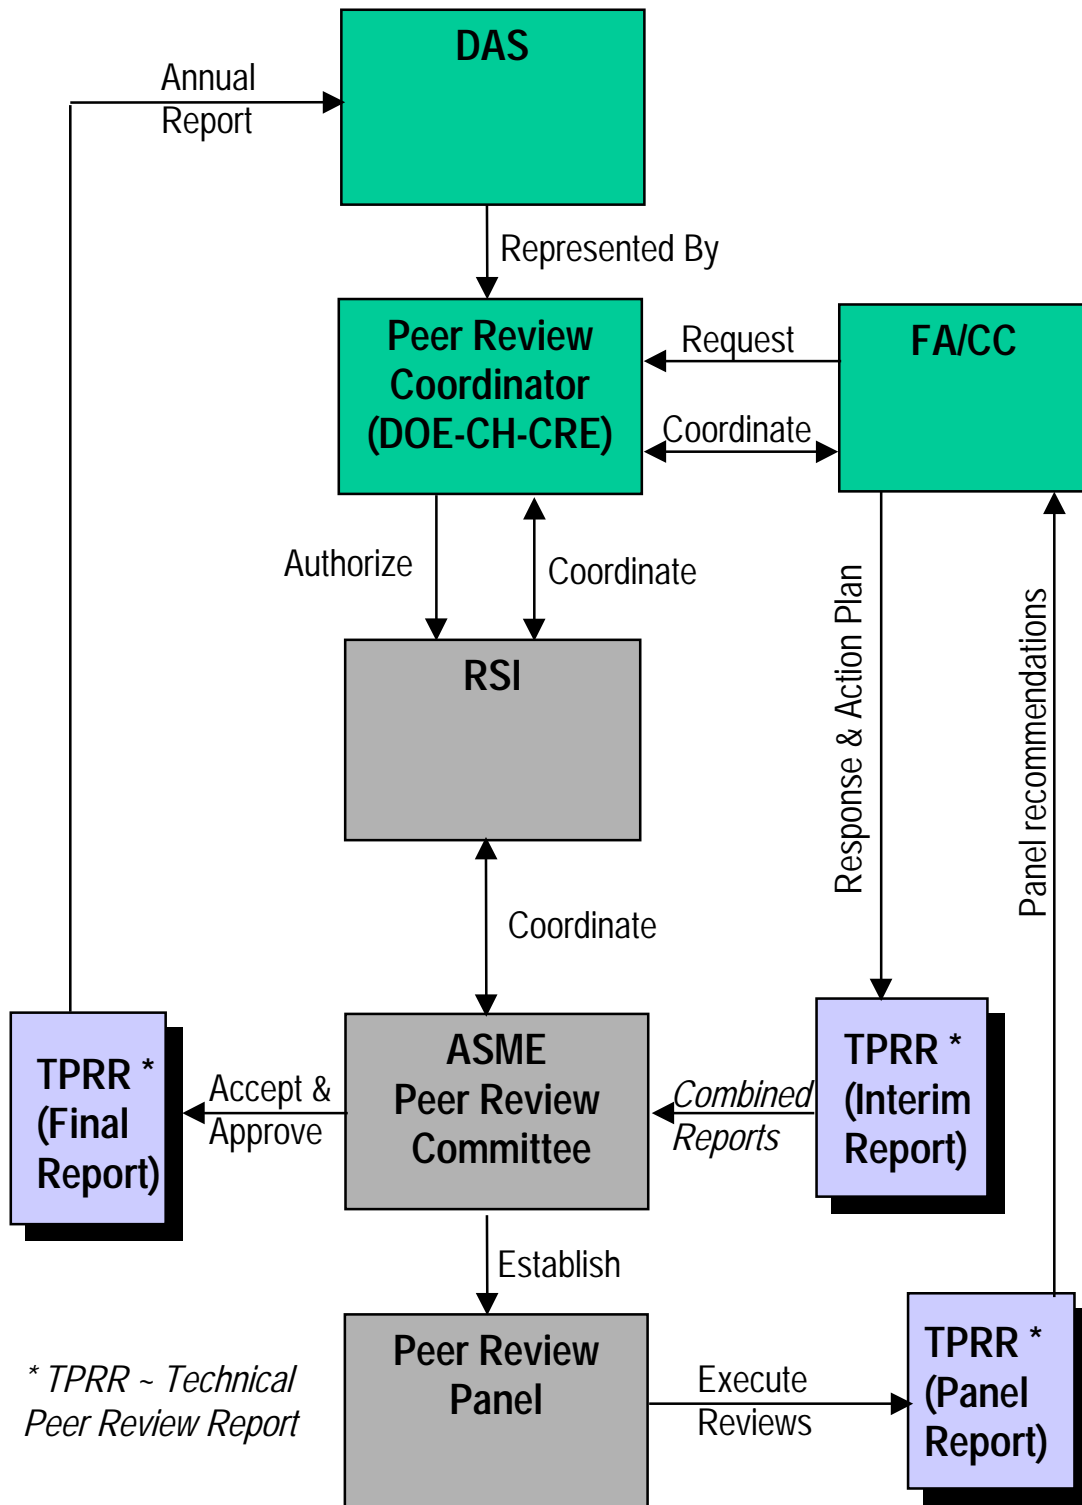 DAS
Annual
Report
Represented By
Peer Review
Coordinator
(DOE-CH-CRE)
Request
FA/CC
Coordinate
Authorize
Coordinate
Response & Action Plan
Panel recommendations
RSI
Coordinate
TPRR *
(Final
Report)
Accept &
Approve
ASME
Peer Review
Committee
Combined
Reports
TPRR *
(Interim
Report)
Establish
Peer Review
Panel
Execute
Reviews
TPRR *
(Panel
Report)
* TPRR ~ Technical
Peer Review Report